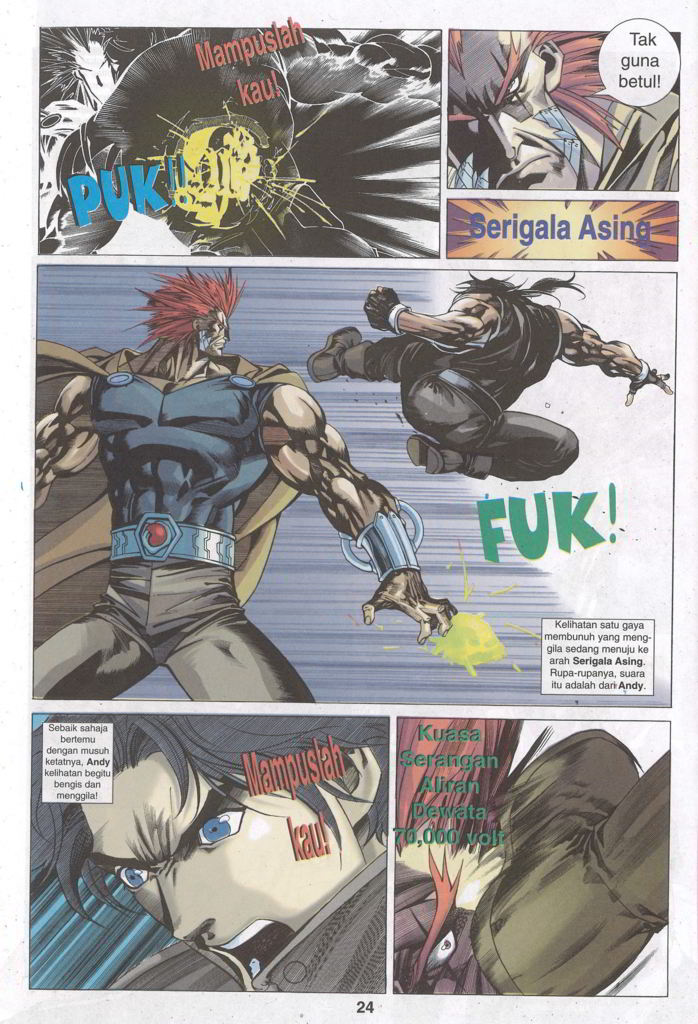 Mampuslah
kau!
PUK!!
Tak
guna
betul!
Serigala Asing
FUK!
Kelihatan satu gaya
membunuh yang meng-
gila sedang menuju ke
arah Serigala Asing.
Rupa-rupanya, suara
itu adalah dari Andy.
Sebaik sahaja
bertemu
dengan musuh
ketatnya, Andy
kelihatan begitu
bengis dan
menggila!
Mampuslah
kau!
Kuasa
Serangan
Aliran
Dewata
70,000 volt
24